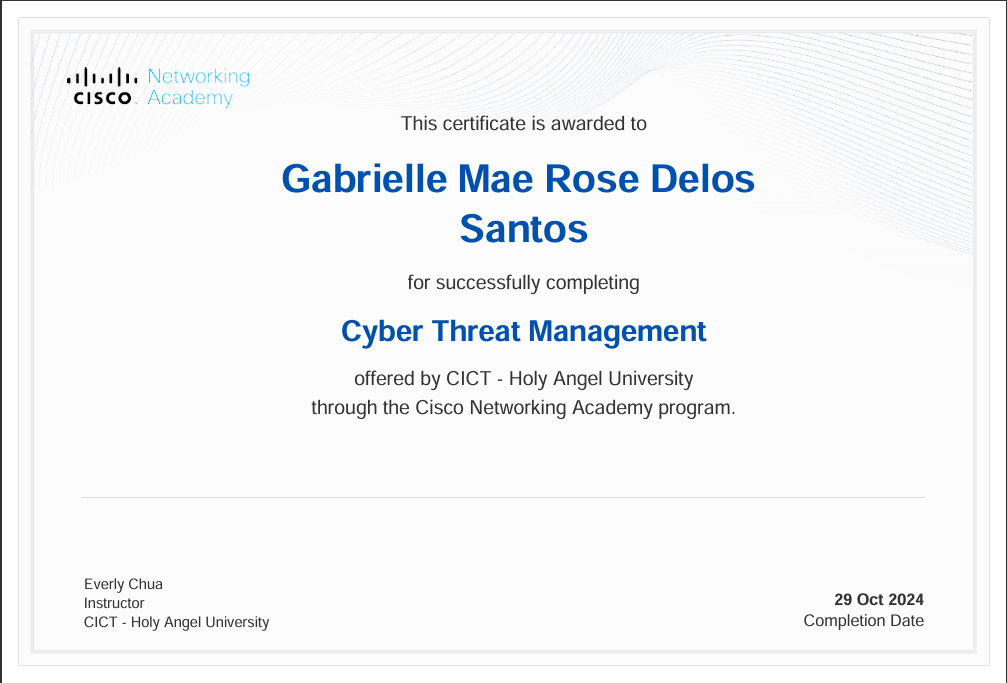 Networking
CISCO Academy
This certificate is awarded to
Gabrielle Mae Rose Delos
Santos
for successfully completing
Cyber Threat Management
offered by CICT - Holy Angel University
through the Cisco Networking Academy program.
Everly Chua
Instructor
CICT - Holy Angel University
29 Oct 2024
Completion Date